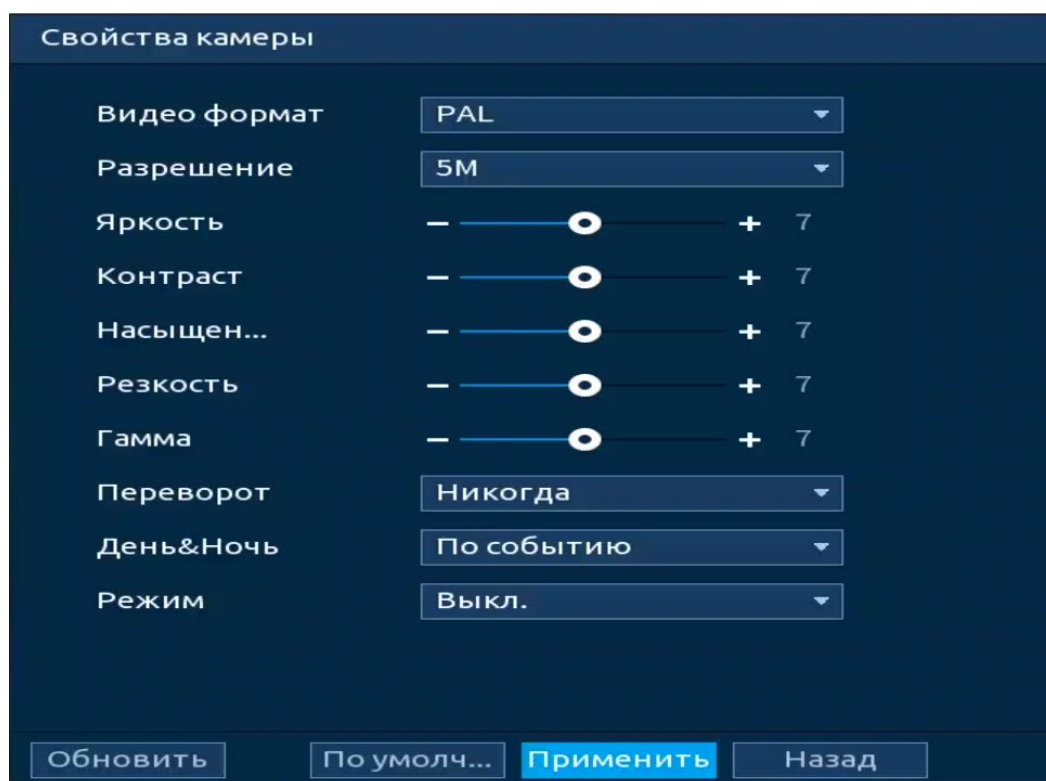 Свойства камеры
Видео формат PAL
Разрешение 5M
Яркость 7
Контраст 7
Насыщен... 7
Резкость 7
Гамма 7
Переворот Никогда
День&Ночь По событию
Режим Выкл.
Обновить По умолч... Применить Назад